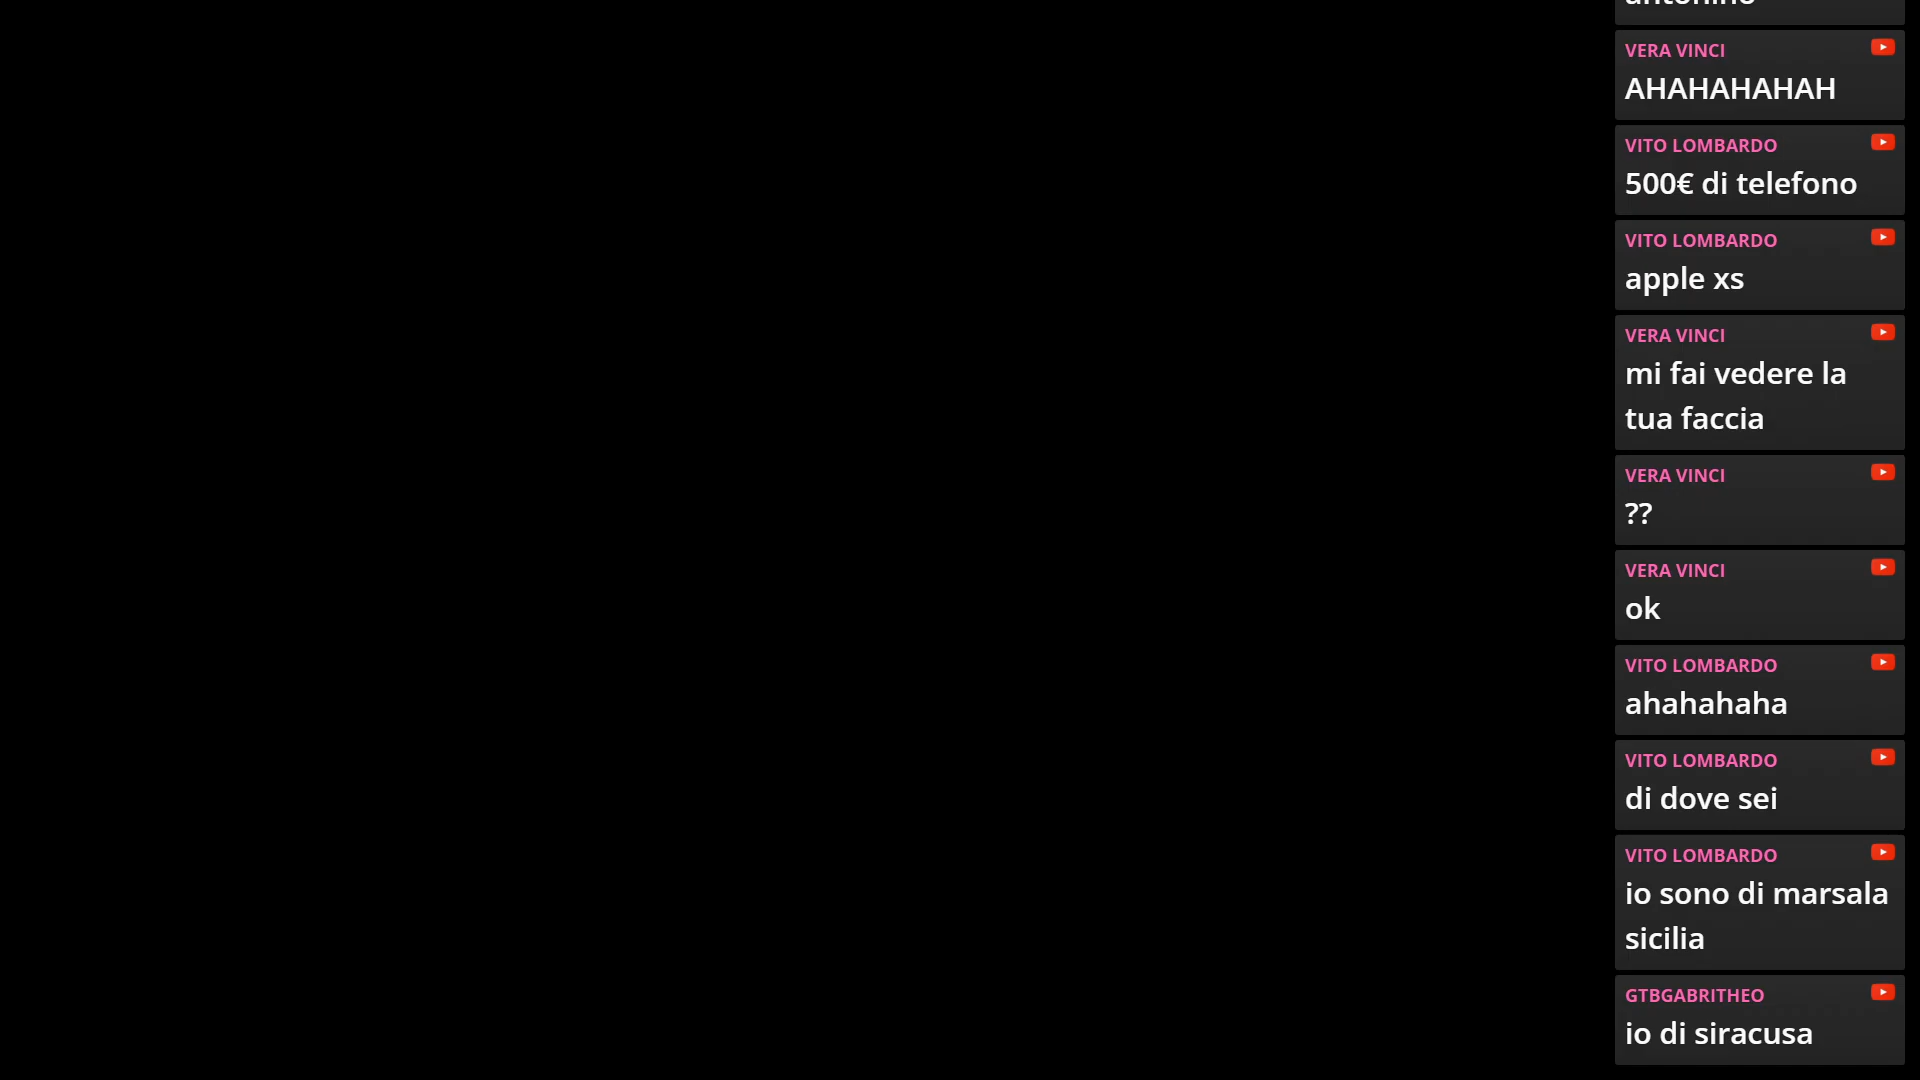 antonino
VERA VINCI
AHAHAHAHAH
VITO LOMBARDO
500€ di telefono
VITO LOMBARDO
apple xs
VERA VINCI
mi fai vedere la
tua faccia
VERA VINCI
??
VERA VINCI
ok
VITO LOMBARDO
ahahahaha
VITO LOMBARDO
di dove sei
VITO LOMBARDO
io sono di marsala
sicilia
GTBGABRITHEO
io di siracusa